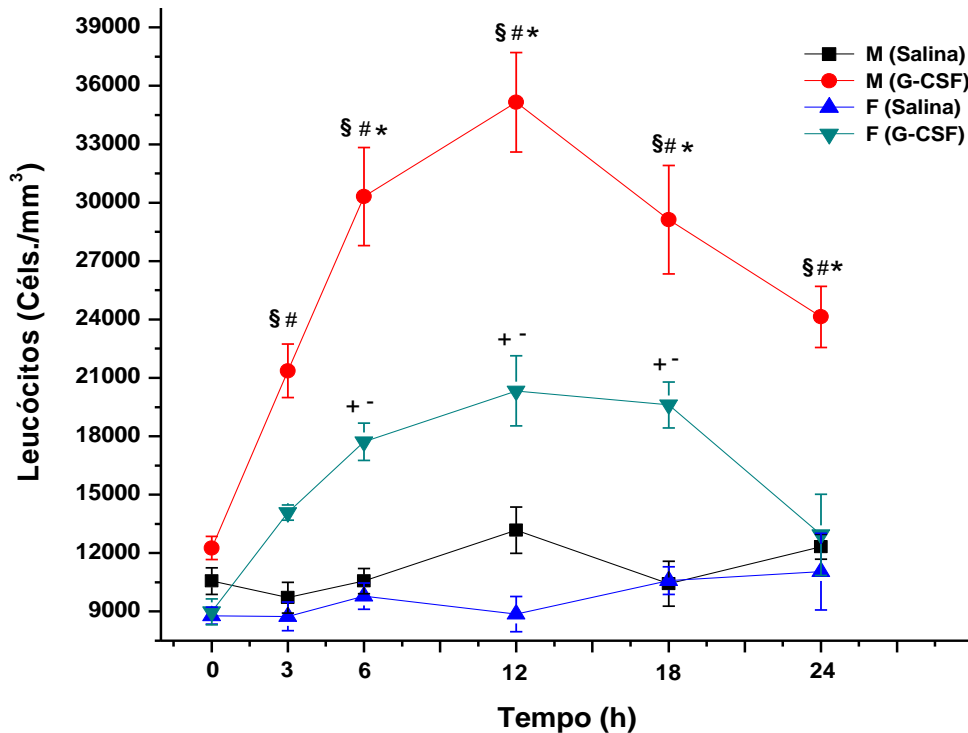 39000
36000
33000
30000
27000
24000
21000
18000
15000
12000
9000
Leucócitos (Céls./mm³)
§#*
§#*
§#*
§#*
§#
+-
+-
+-
M (Salina)
M (G-CSF)
F (Salina)
F (G-CSF)
0 3 6 12 18 24
Tempo (h)